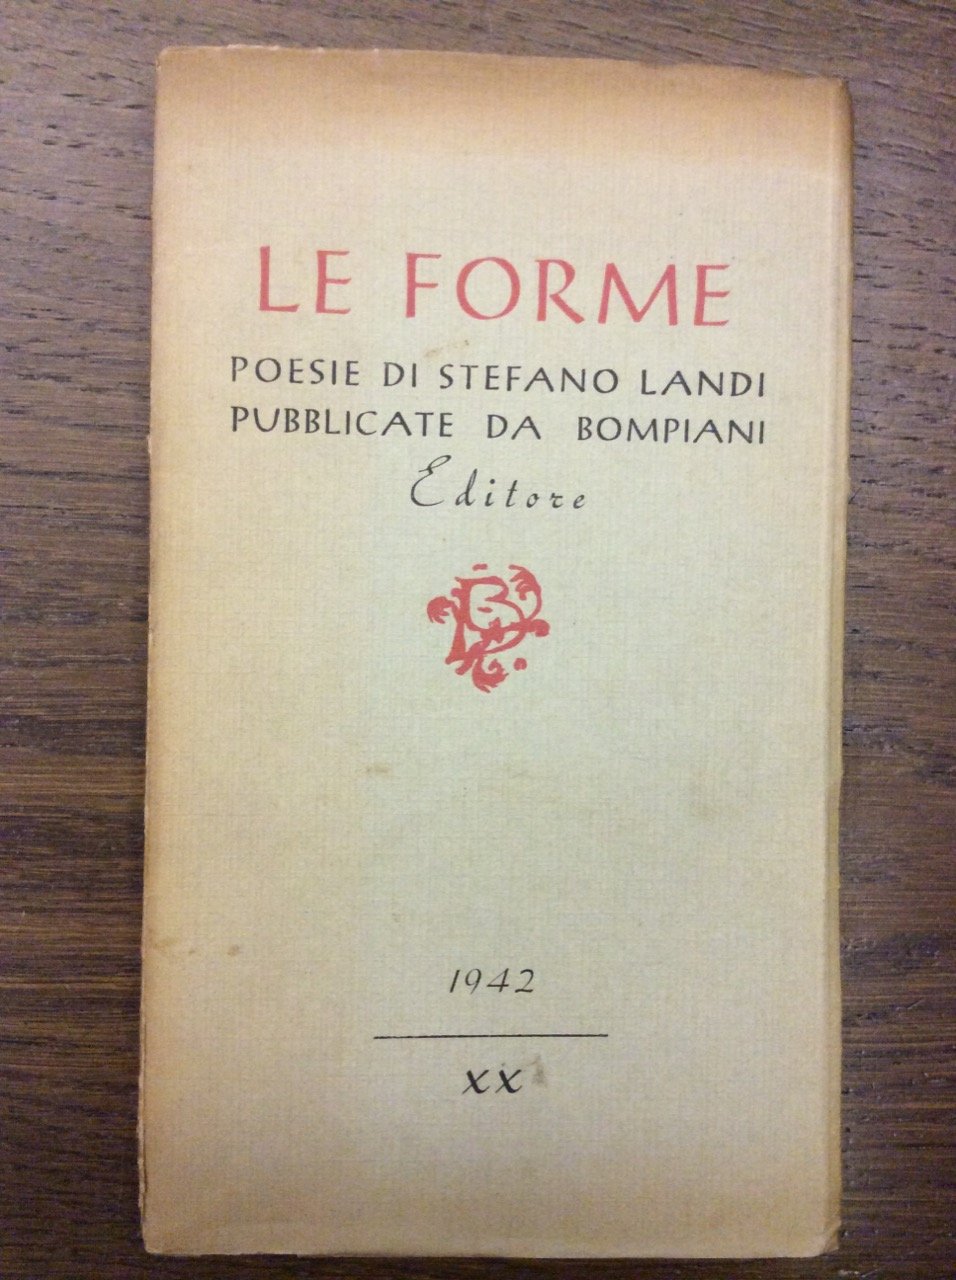 LE FORME
POESIE DI STEFANO LANDI
PUBBLICATE DA BOMPIANI
Editore
1942
XX